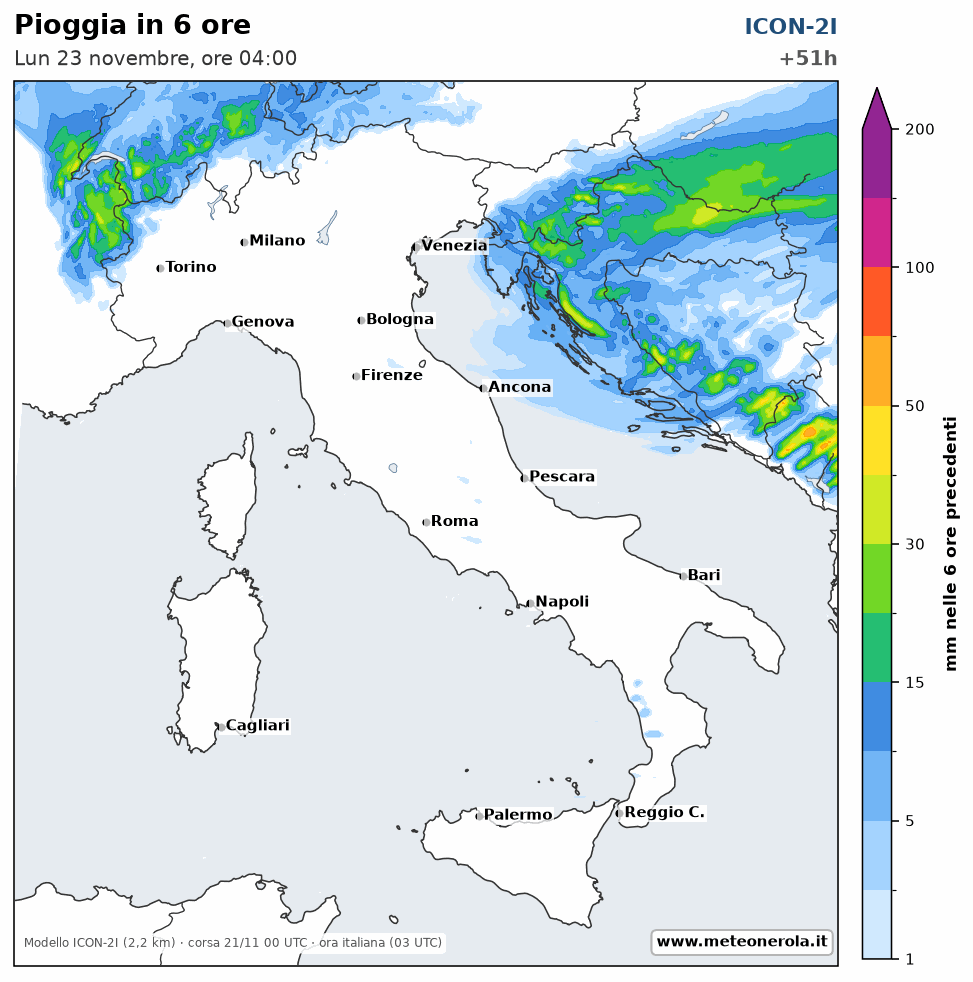 Pioggia in 6 ore
ICON-2I
Lun 23 novembre, ore 04:00
+51h
200
100
50
30
15
5
1
mm nelle 6 ore precedenti
Milano
Venezia
Torino
Genova
Bologna
Firenze
Ancona
Pescara
Roma
Bari
Napoli
Cagliari
Palermo
Reggio C.
Modello ICON-2I (2,2 km) · corsa 21/11 00 UTC · ora italiana (03 UTC)
www.meteonerola.it